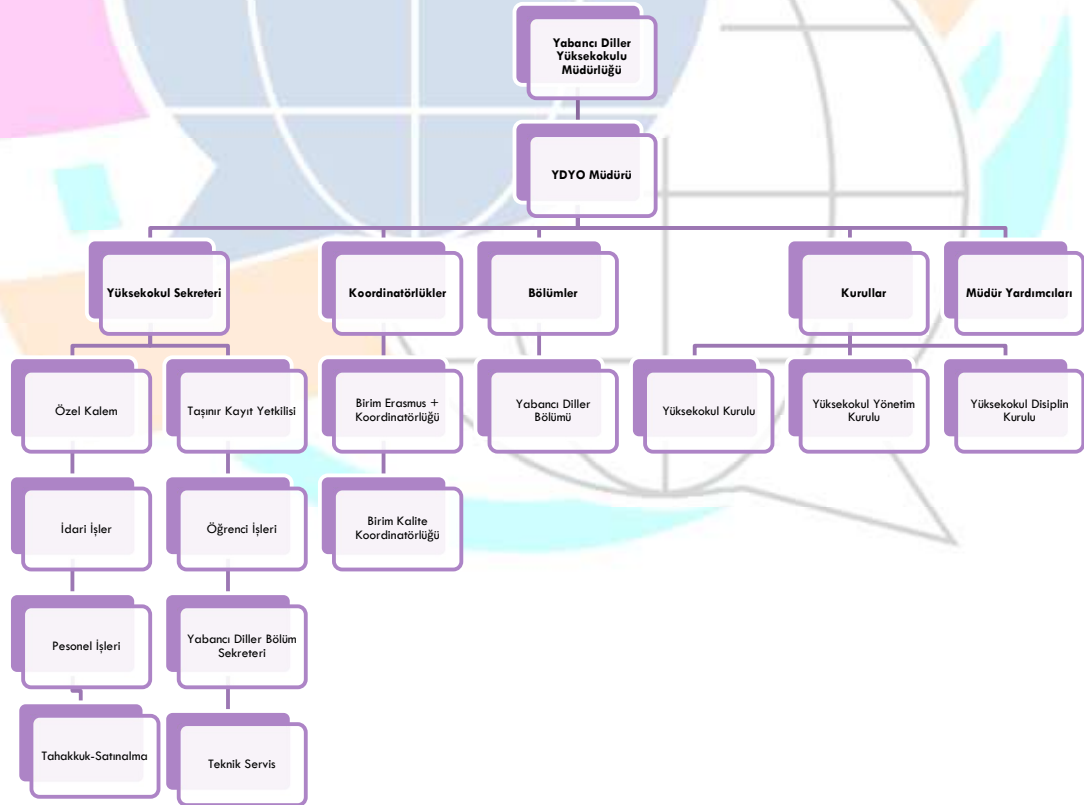 Yabancı Diller
Yüksekokulu
Müdürlüğü
YDYO Müdürü
Yüksekokul Sekreteri
Koordinatörlükler
Bölümler
Kurullar
Müdür Yardımcıları
Özel Kalem
Taşınır Kayıt Yetkilisi
Birim Erasmus +
Koordinatörlüğü
Yabancı Diller
Bölümü
Yüksekokul Kurulu
Yüksekokul Yönetim
Kurulu
Yüksekokul Disiplin
Kurulu
İdari İşler
Öğrenci İşleri
Birim Kalite
Koordinatörlüğü
Pesonel İşleri
Yabancı Diller Bölüm
Sekreteri
Tahakkuk-Satınalma
Teknik Servis